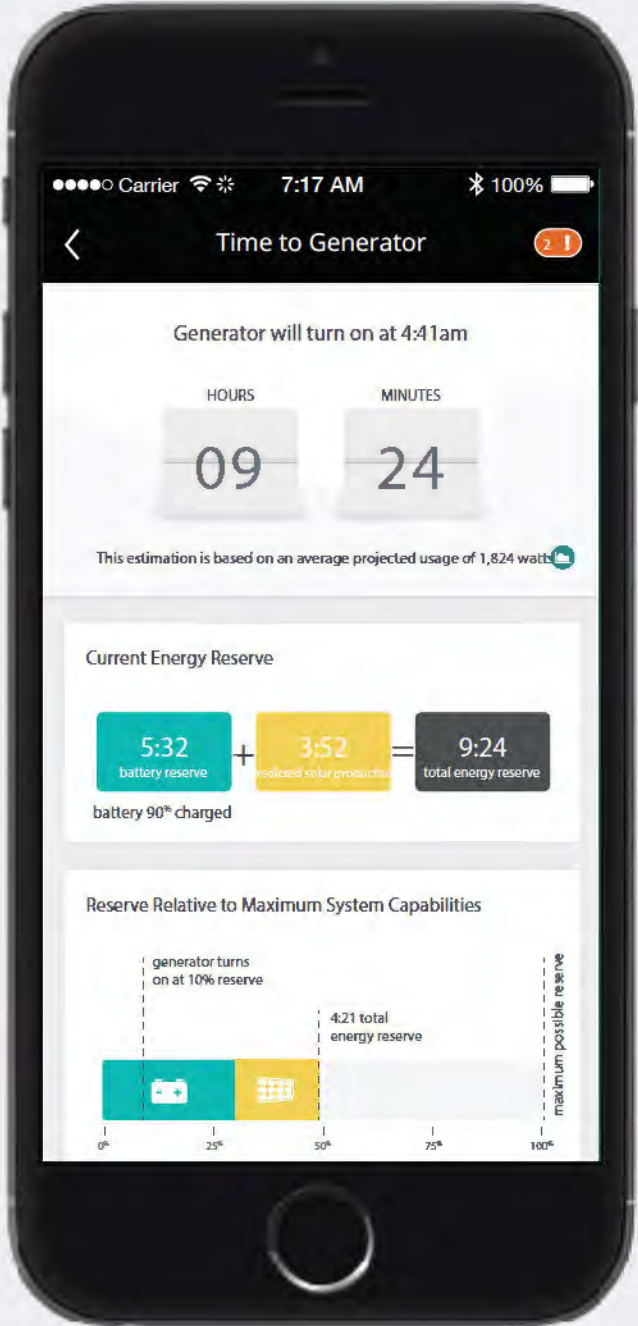 Carrier 7:17 AM 100%
Time to Generator
2 !
Generator will turn on at 4:41am
HOURS MINUTES
09 24
This estimation is based on an average projected usage of 1,824 watts
Current Energy Reserve
5:32 + 3:52 = 9:24
battery reserve solar total energy reserve
battery 90% charged
Reserve Relative to Maximum System Capabilities
generator turns
on at 10% reserve
4:21 total
energy reserve
maximum possible reserve
0% 25% 50% 75% 100%